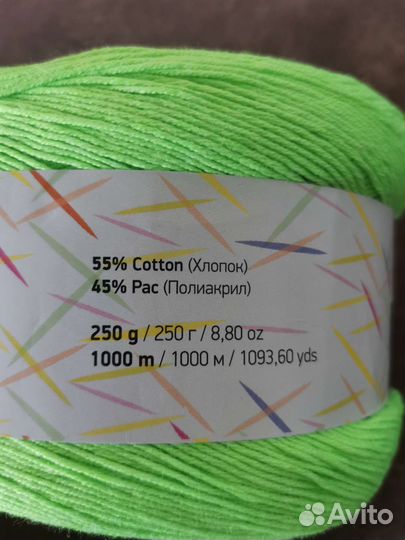 55% Cotton (Хлопок)
45% Pac (Полиакрил)
250 g / 250 г / 8,80 oz
1000 m / 1000 м / 1093,60 yds
Avito